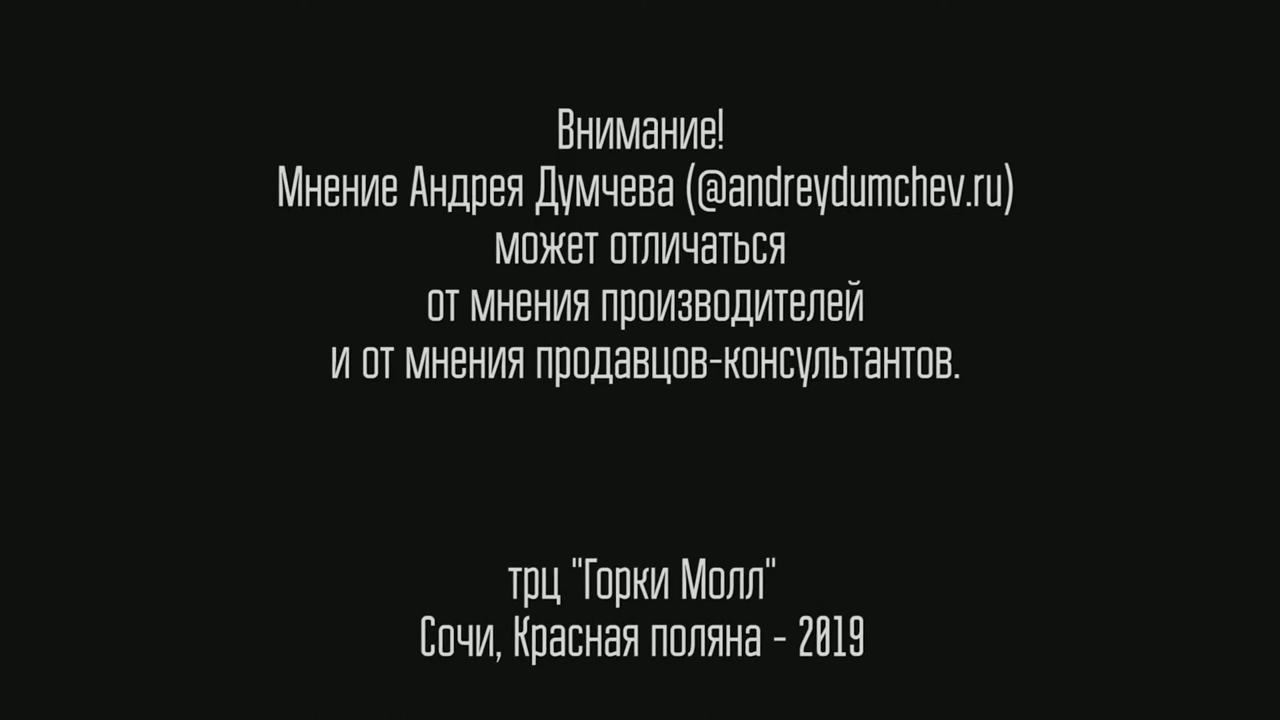 Внимание!
Мнение Андрея Думчева (@andreydumchev.ru)
может отличаться
от мнения производителей
и от мнения продавцов-консультантов.
трц "Горки Молл"
Сочи, Красная поляна - 2019